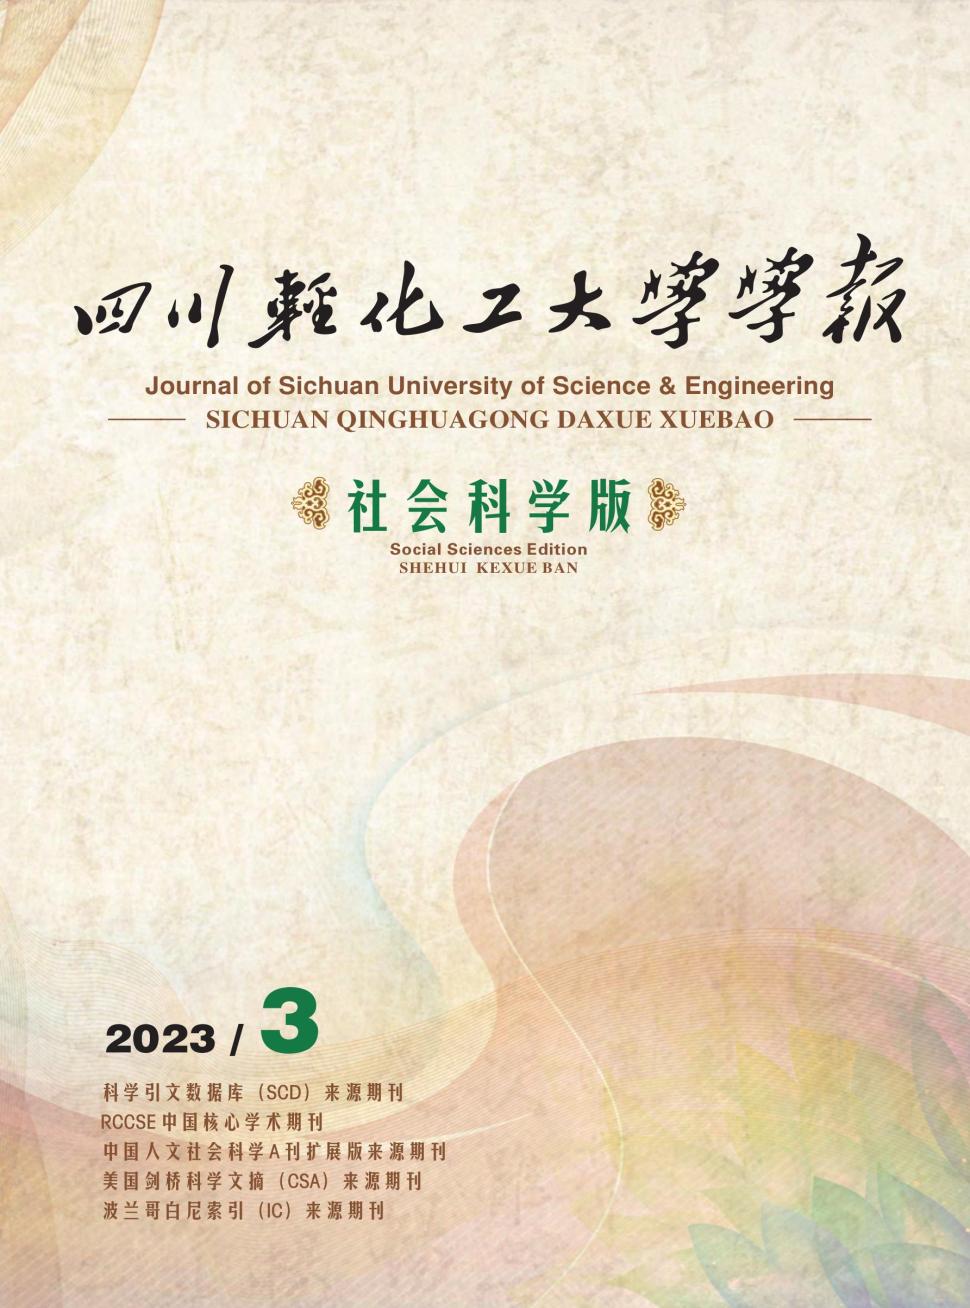 四川輕化工大學學報
Journal of Sichuan University of Science & Engineering
SICHUAN QINGHUAGONG DAXUE XUEBAO
社会科学版
Social Sciences Edition
SHEHUI KEXUE BAN
2023 / 3
科学引文数据库（SCD）来源期刊
RCCSE中国核心学术期刊
中国人文社会科学A刊扩展版来源期刊
美国剑桥科学文摘（CSA）来源期刊
波兰哥白尼索引（IC）来源期刊